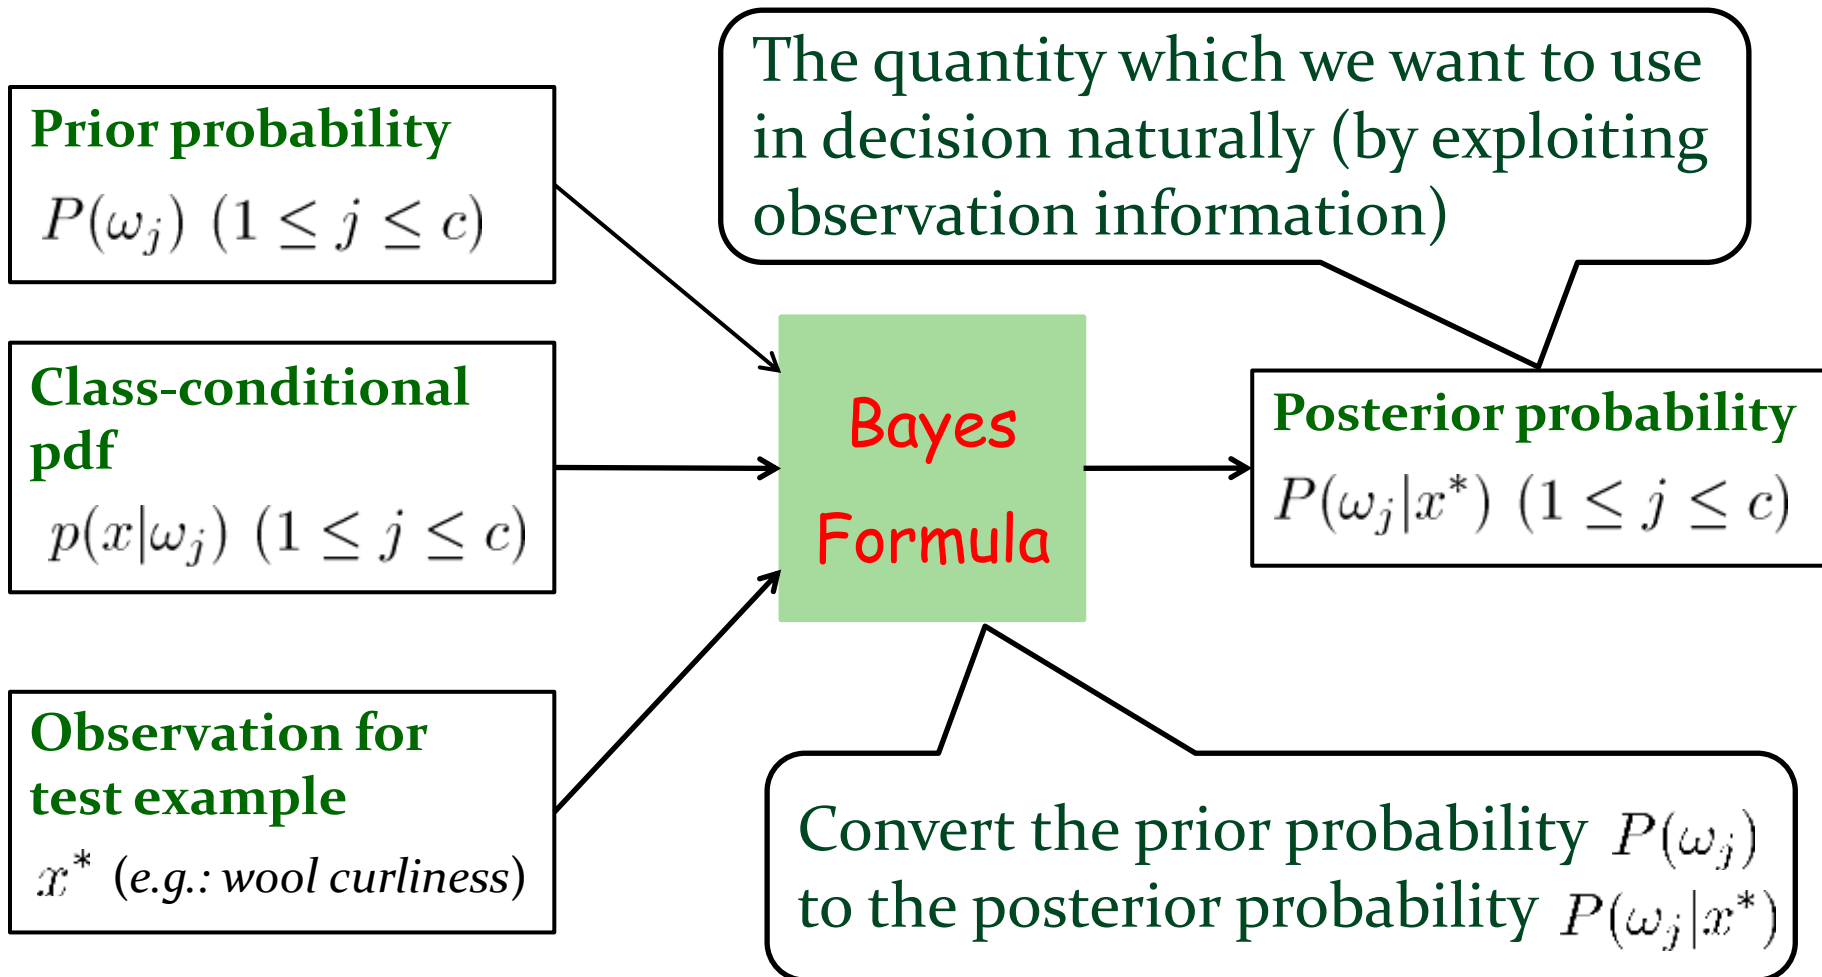 The quantity which we want to use
in decision naturally (by exploiting
observation information)
Prior probability
P(ω_j) (1 ≤ j ≤ c)
Class-conditional
pdf
p(x|ω_j) (1 ≤ j ≤ c)
Observation for
test example
x* (e.g.: wool curliness)
Bayes
Formula
Posterior probability
P(ω_j|x*) (1 ≤ j ≤ c)
Convert the prior probability P(ω_j)
to the posterior probability P(ω_j|x*)